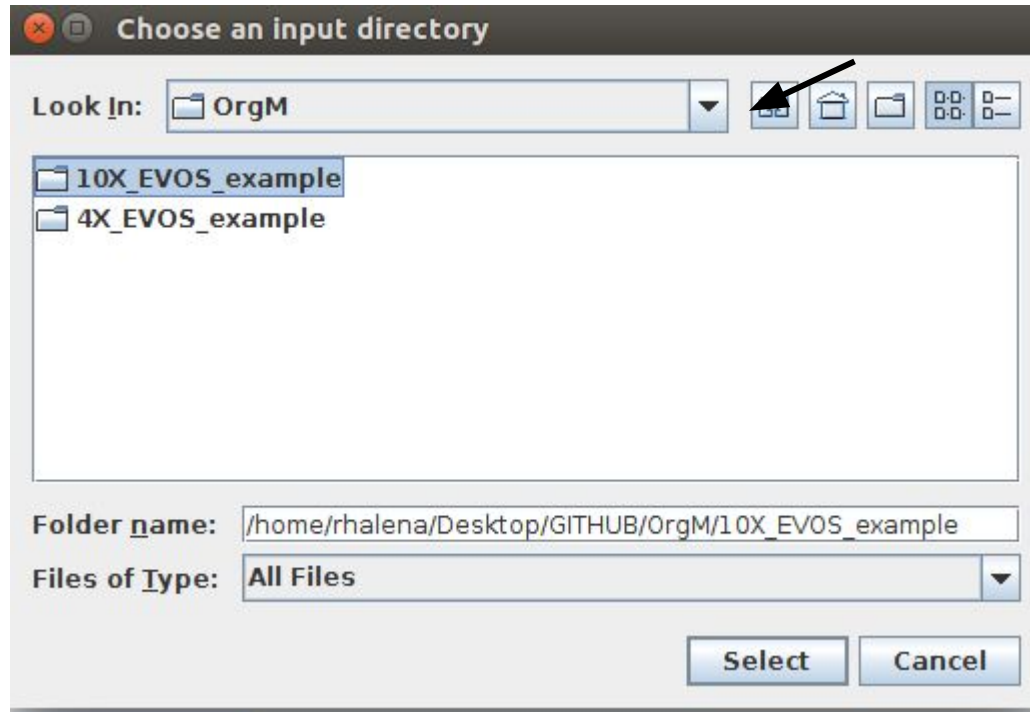 Choose an input directory
Look In: OrgM
10X_EVOS_example
4X_EVOS_example
Folder name: /home/rhalena/Desktop/GITHUB/OrgM/10X_EVOS_example
Files of Type: All Files
Select Cancel